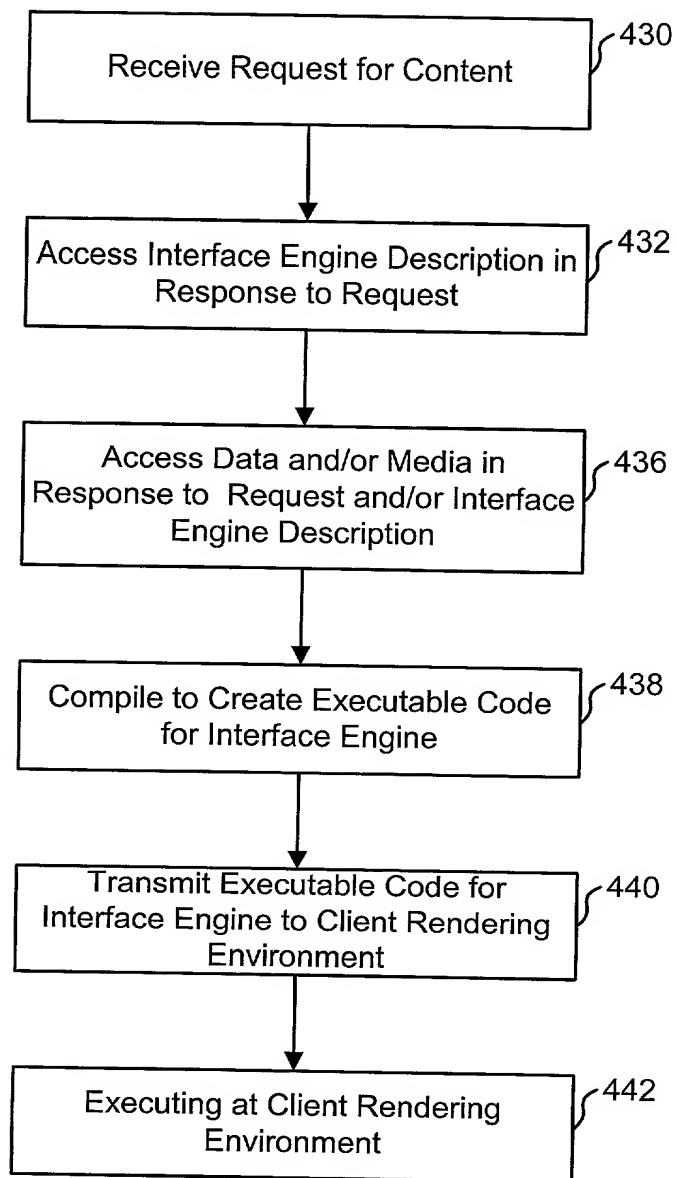 Receive Request for Content
430
Access Interface Engine Description in
Response to Request
432
Access Data and/or Media in
Response to Request and/or Interface
Engine Description
436
Compile to Create Executable Code
for Interface Engine
438
Transmit Executable Code for
Interface Engine to Client Rendering
Environment
440
Executing at Client Rendering
Environment
442